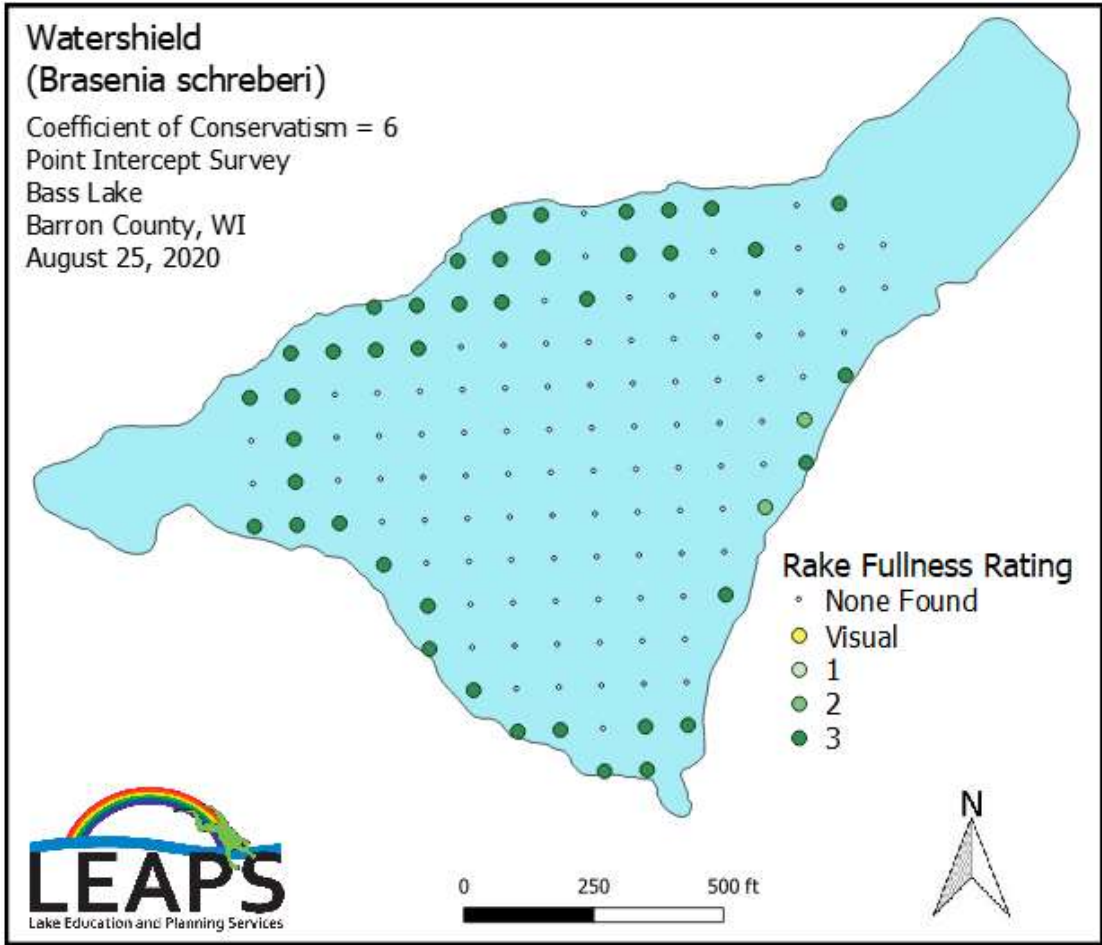 Watershield
(Brasenia schreberi)
Coefficient of Conservatism = 6
Point Intercept Survey
Bass Lake
Barron County, WI
August 25, 2020
Rake Fullness Rating
None Found
Visual
1
2
3
LEAPS
Lake Education and Planning Services
0 250 500 ft
N